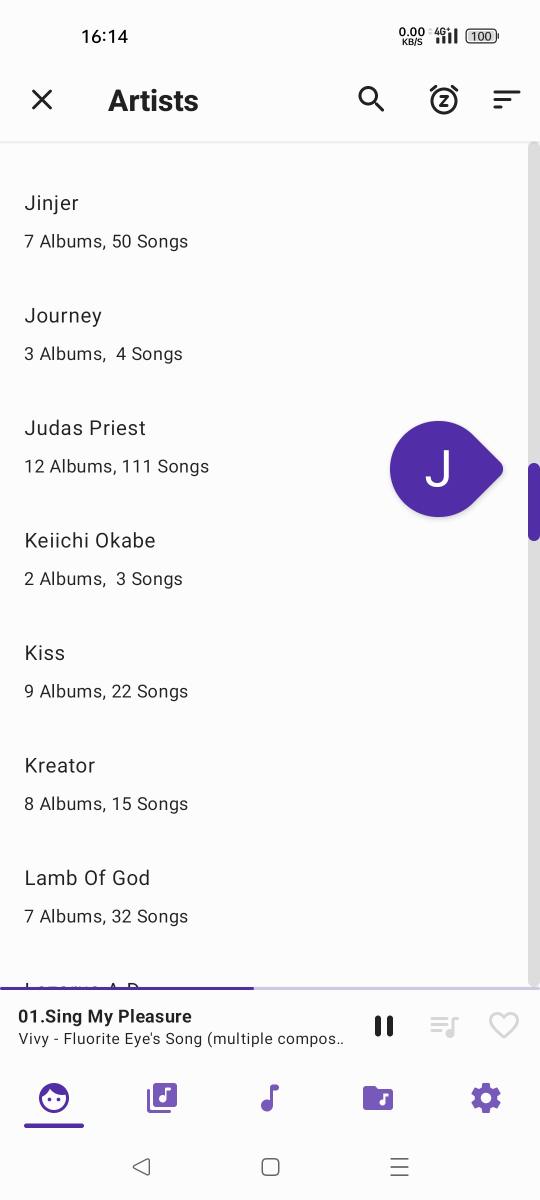 16:14
0.00 KB/S 4G+ 100
Artists
Jinjer
7 Albums, 50 Songs
Journey
3 Albums, 4 Songs
Judas Priest
12 Albums, 111 Songs
J
Keiichi Okabe
2 Albums, 3 Songs
Kiss
9 Albums, 22 Songs
Kreator
8 Albums, 15 Songs
Lamb Of God
7 Albums, 32 Songs
01.Sing My Pleasure
Vivy - Fluorite Eye's Song (multiple compos..